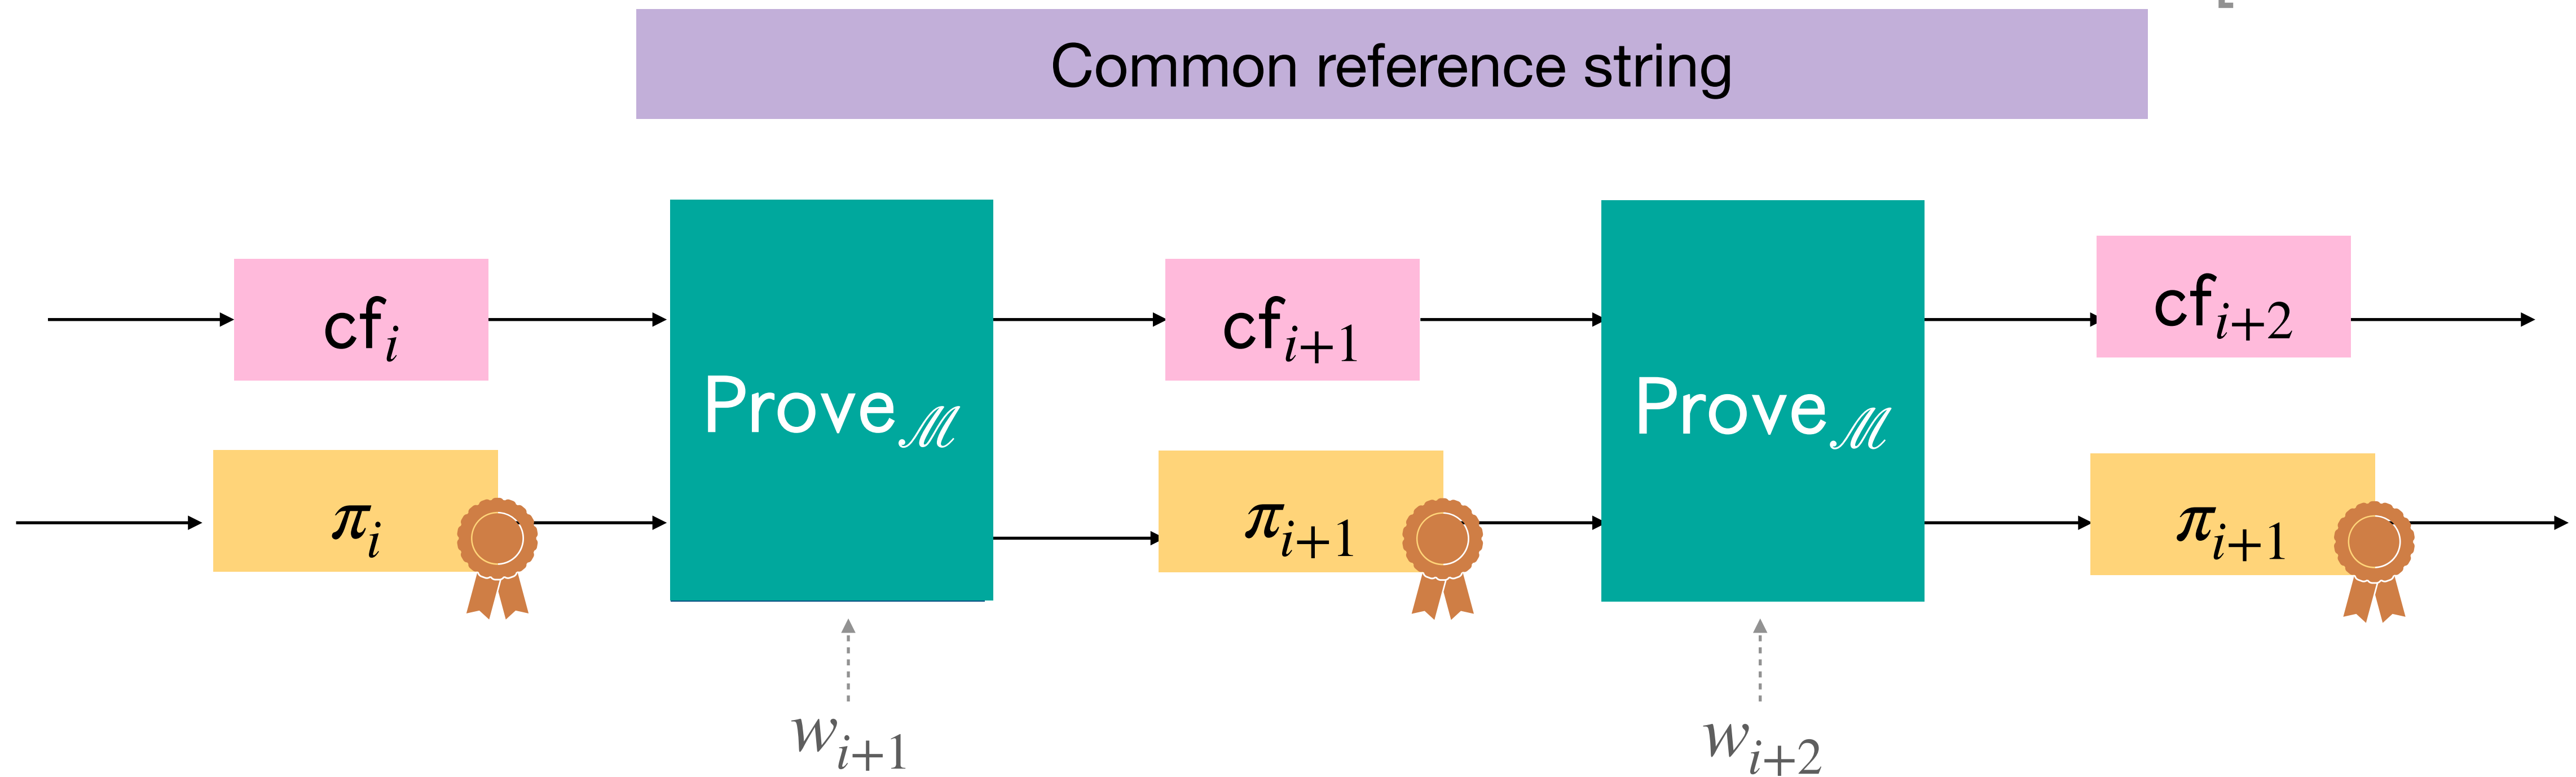 Common reference string
cf_i
cf_{i+1}
cf_{i+2}
Prove_ℳ
Prove_ℳ
π_i
π_{i+1}
π_{i+1}
w_{i+1}
w_{i+2}